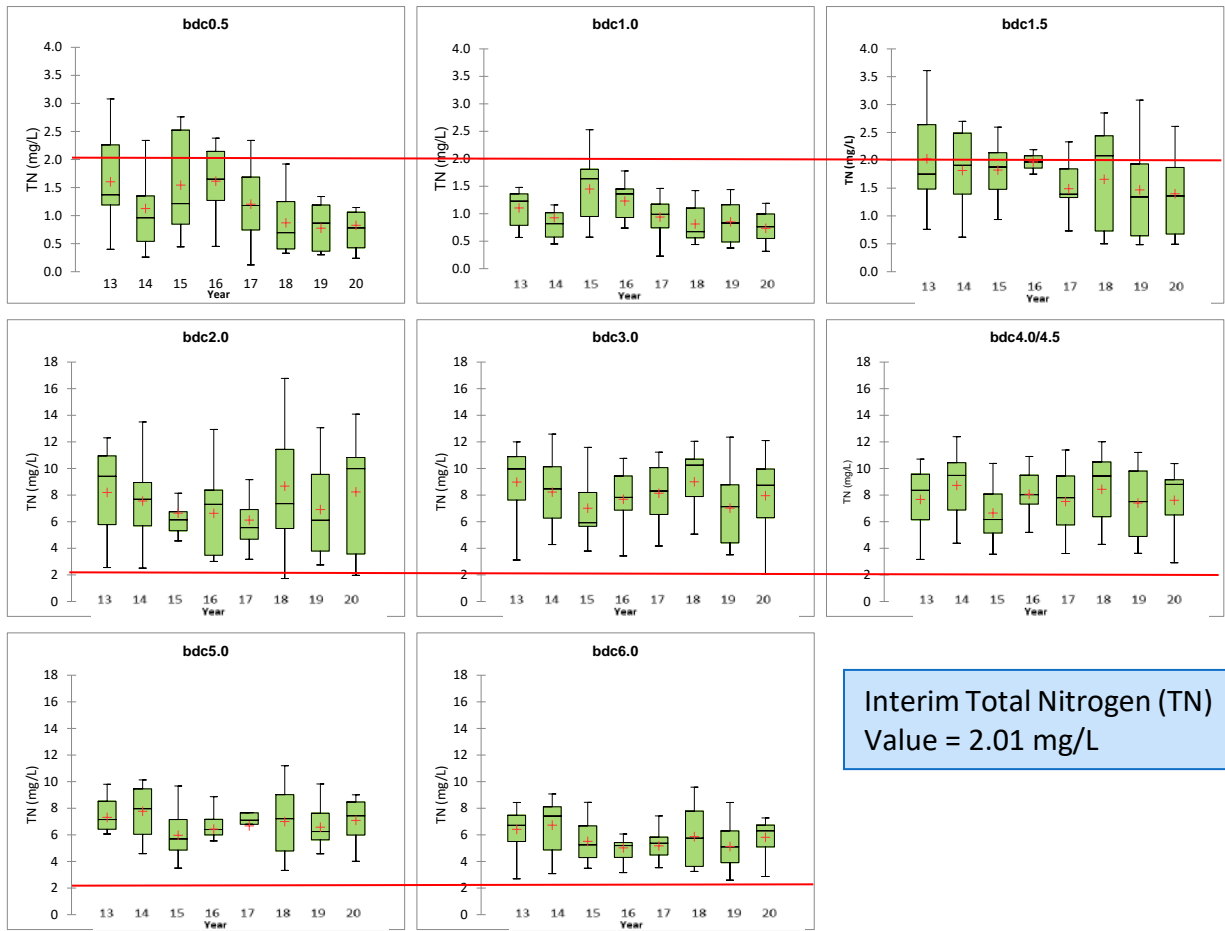 bdc0.5
4.0
3.5
3.0
2.5
2.0
1.5
1.0
0.5
0.0
TN (mg/L)
13 14 15 16 17 18 19 20
Year
bdc1.0
4.0
3.5
3.0
2.5
2.0
1.5
1.0
0.5
0.0
TN (mg/L)
13 14 15 16 17 18 19 20
Year
bdc1.5
4.0
3.5
3.0
2.5
2.0
1.5
1.0
0.5
0.0
TN (mg/L)
13 14 15 16 17 18 19 20
Year
bdc2.0
18
16
14
12
10
8
6
4
2
0
TN (mg/L)
13 14 15 16 17 18 19 20
Year
bdc3.0
18
16
14
12
10
8
6
4
2
0
TN (mg/L)
13 14 15 16 17 18 19 20
Year
bdc4.0/4.5
18
16
14
12
10
8
6
4
2
0
TN (mg/L)
13 14 15 16 17 18 19 20
Year
bdc5.0
18
16
14
12
10
8
6
4
2
0
TN (mg/L)
13 14 15 16 17 18 19 20
Year
bdc6.0
18
16
14
12
10
8
6
4
2
0
TN (mg/L)
13 14 15 16 17 18 19 20
Year
Interim Total Nitrogen (TN)
Value = 2.01 mg/L